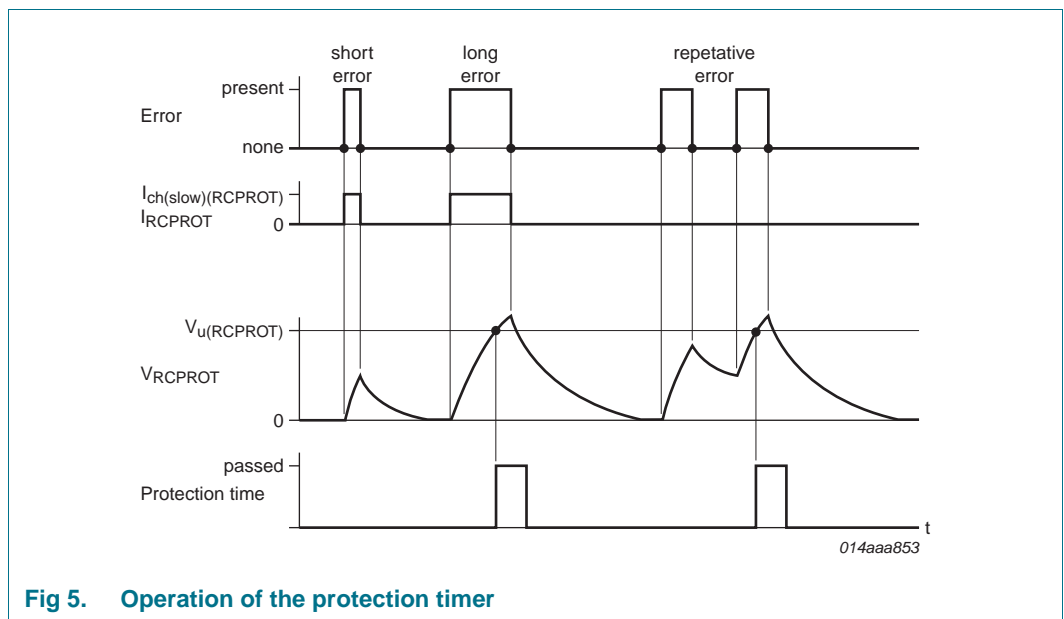 short
error
long
error
repetative
error
present
Error
none
Ich(slow)(RCPROT)
IRCPROT
0
Vu(RCPROT)
VRCPROT
0
passed
Protection time
t
014aaa853
Fig 5. Operation of the protection timer